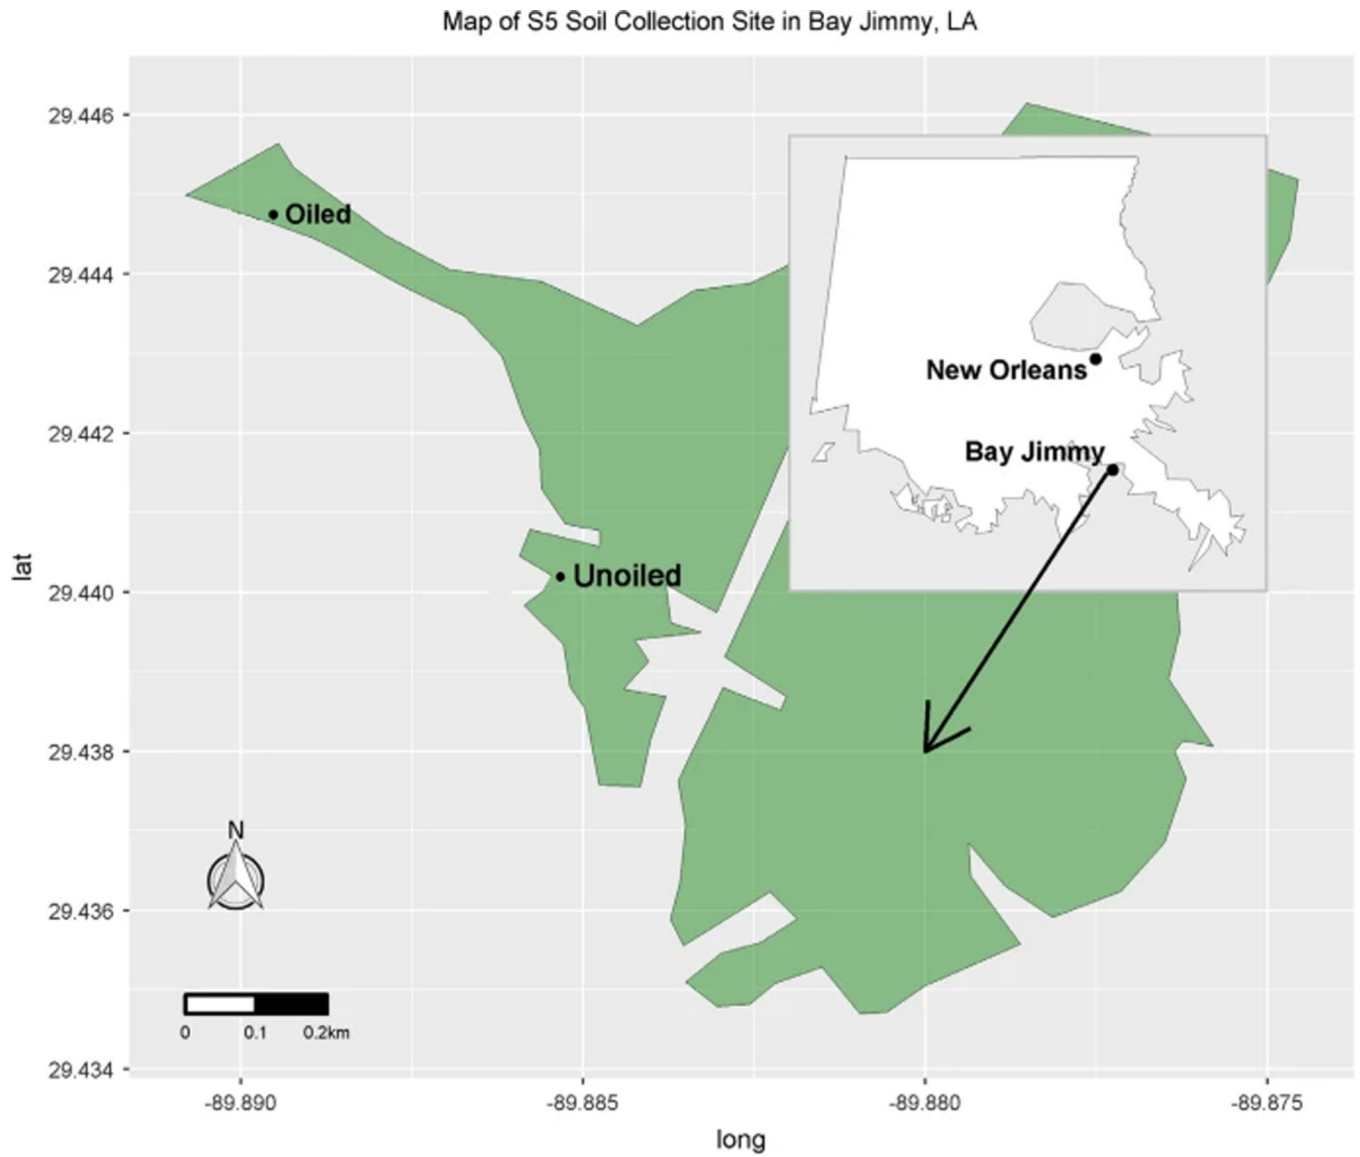 Map of S5 Soil Collection Site in Bay Jimmy, LA
29.446
29.444
29.442
29.440
29.438
29.436
29.434
lat
Oiled
Unoiled
New Orleans
Bay Jimmy
N
0 0.1 0.2km
-89.890 -89.885 -89.880 -89.875
long